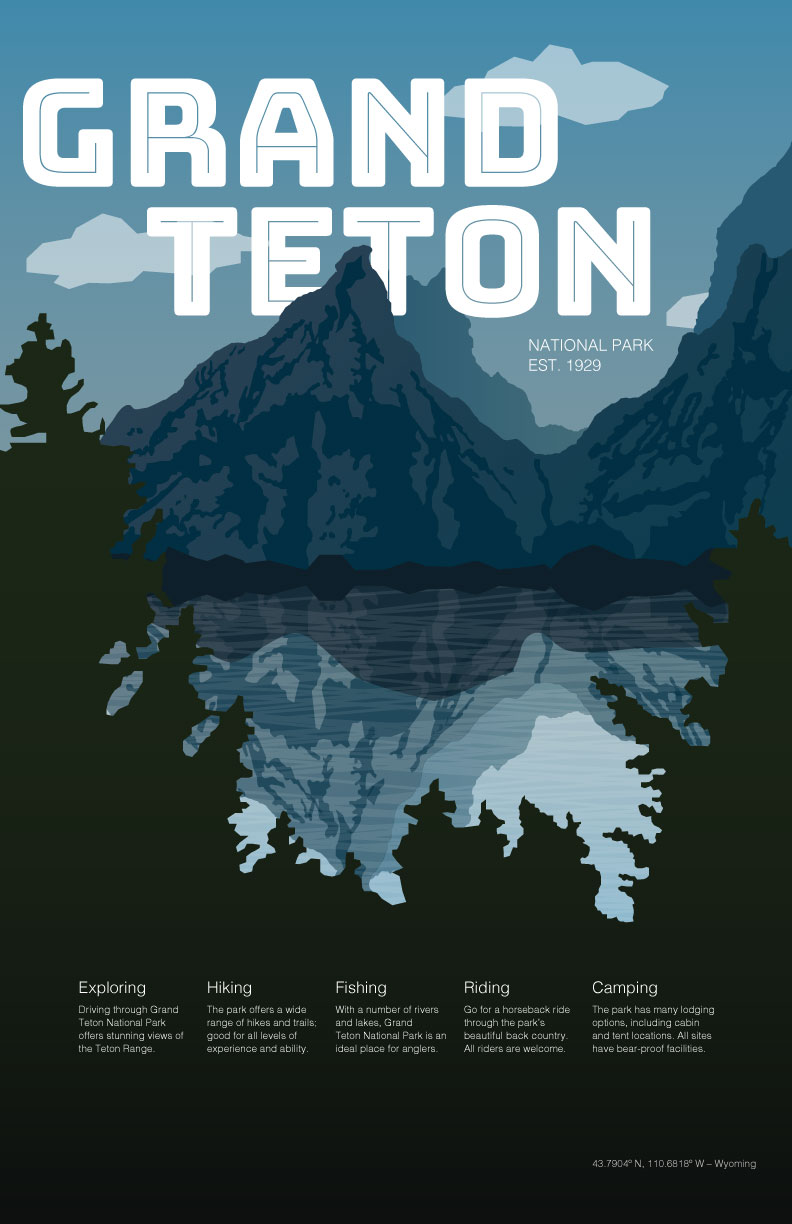 GRAND
TETON
NATIONAL PARK
EST. 1929
Exploring
Driving through Grand
Teton National Park
offers stunning views of
the Teton Range.
Hiking
The park offers a wide
range of hikes and trails;
good for all levels of
experience and ability.
Fishing
With a number of rivers
and lakes, Grand
Teton National Park is an
ideal place for anglers.
Riding
Go for a horseback ride
through the park's
beautiful back country.
All riders are welcome.
Camping
The park has many lodging
options, including cabin
and tent locations. All sites
have bear-proof facilities.
43.7904º N, 110.6818º W – Wyoming